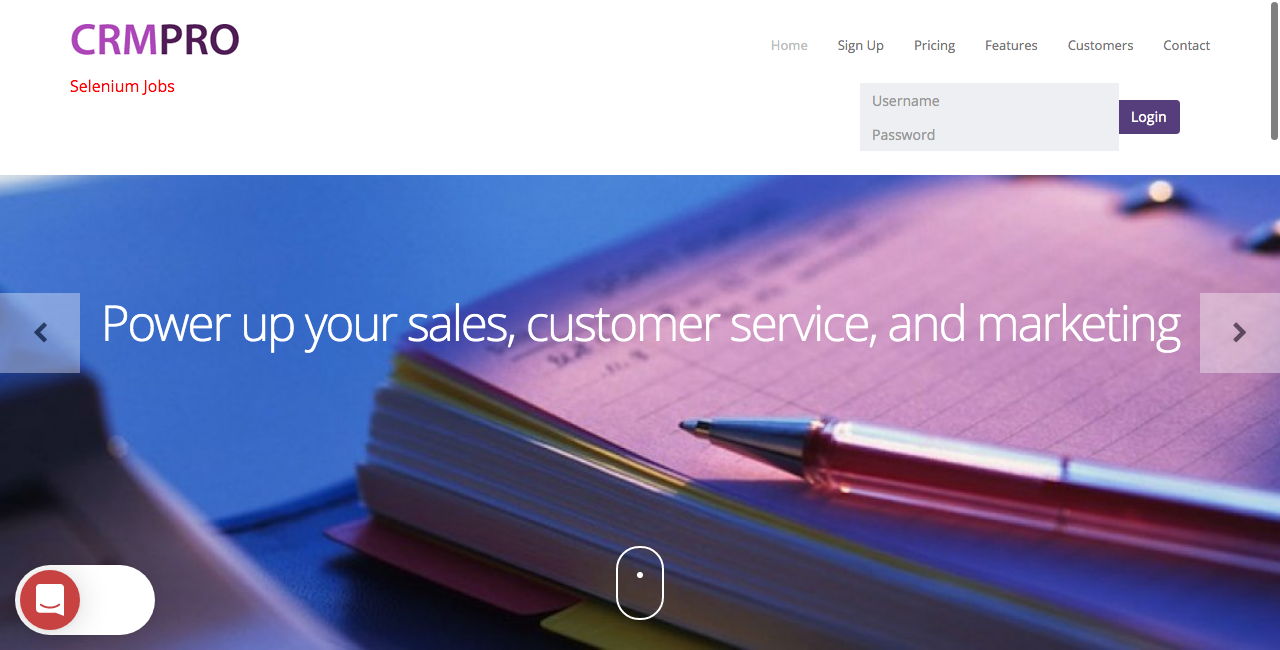 CRMPRO
Home Sign Up Pricing Features Customers Contact
Selenium Jobs
Username
Password
Login
Power up your sales, customer service, and marketing